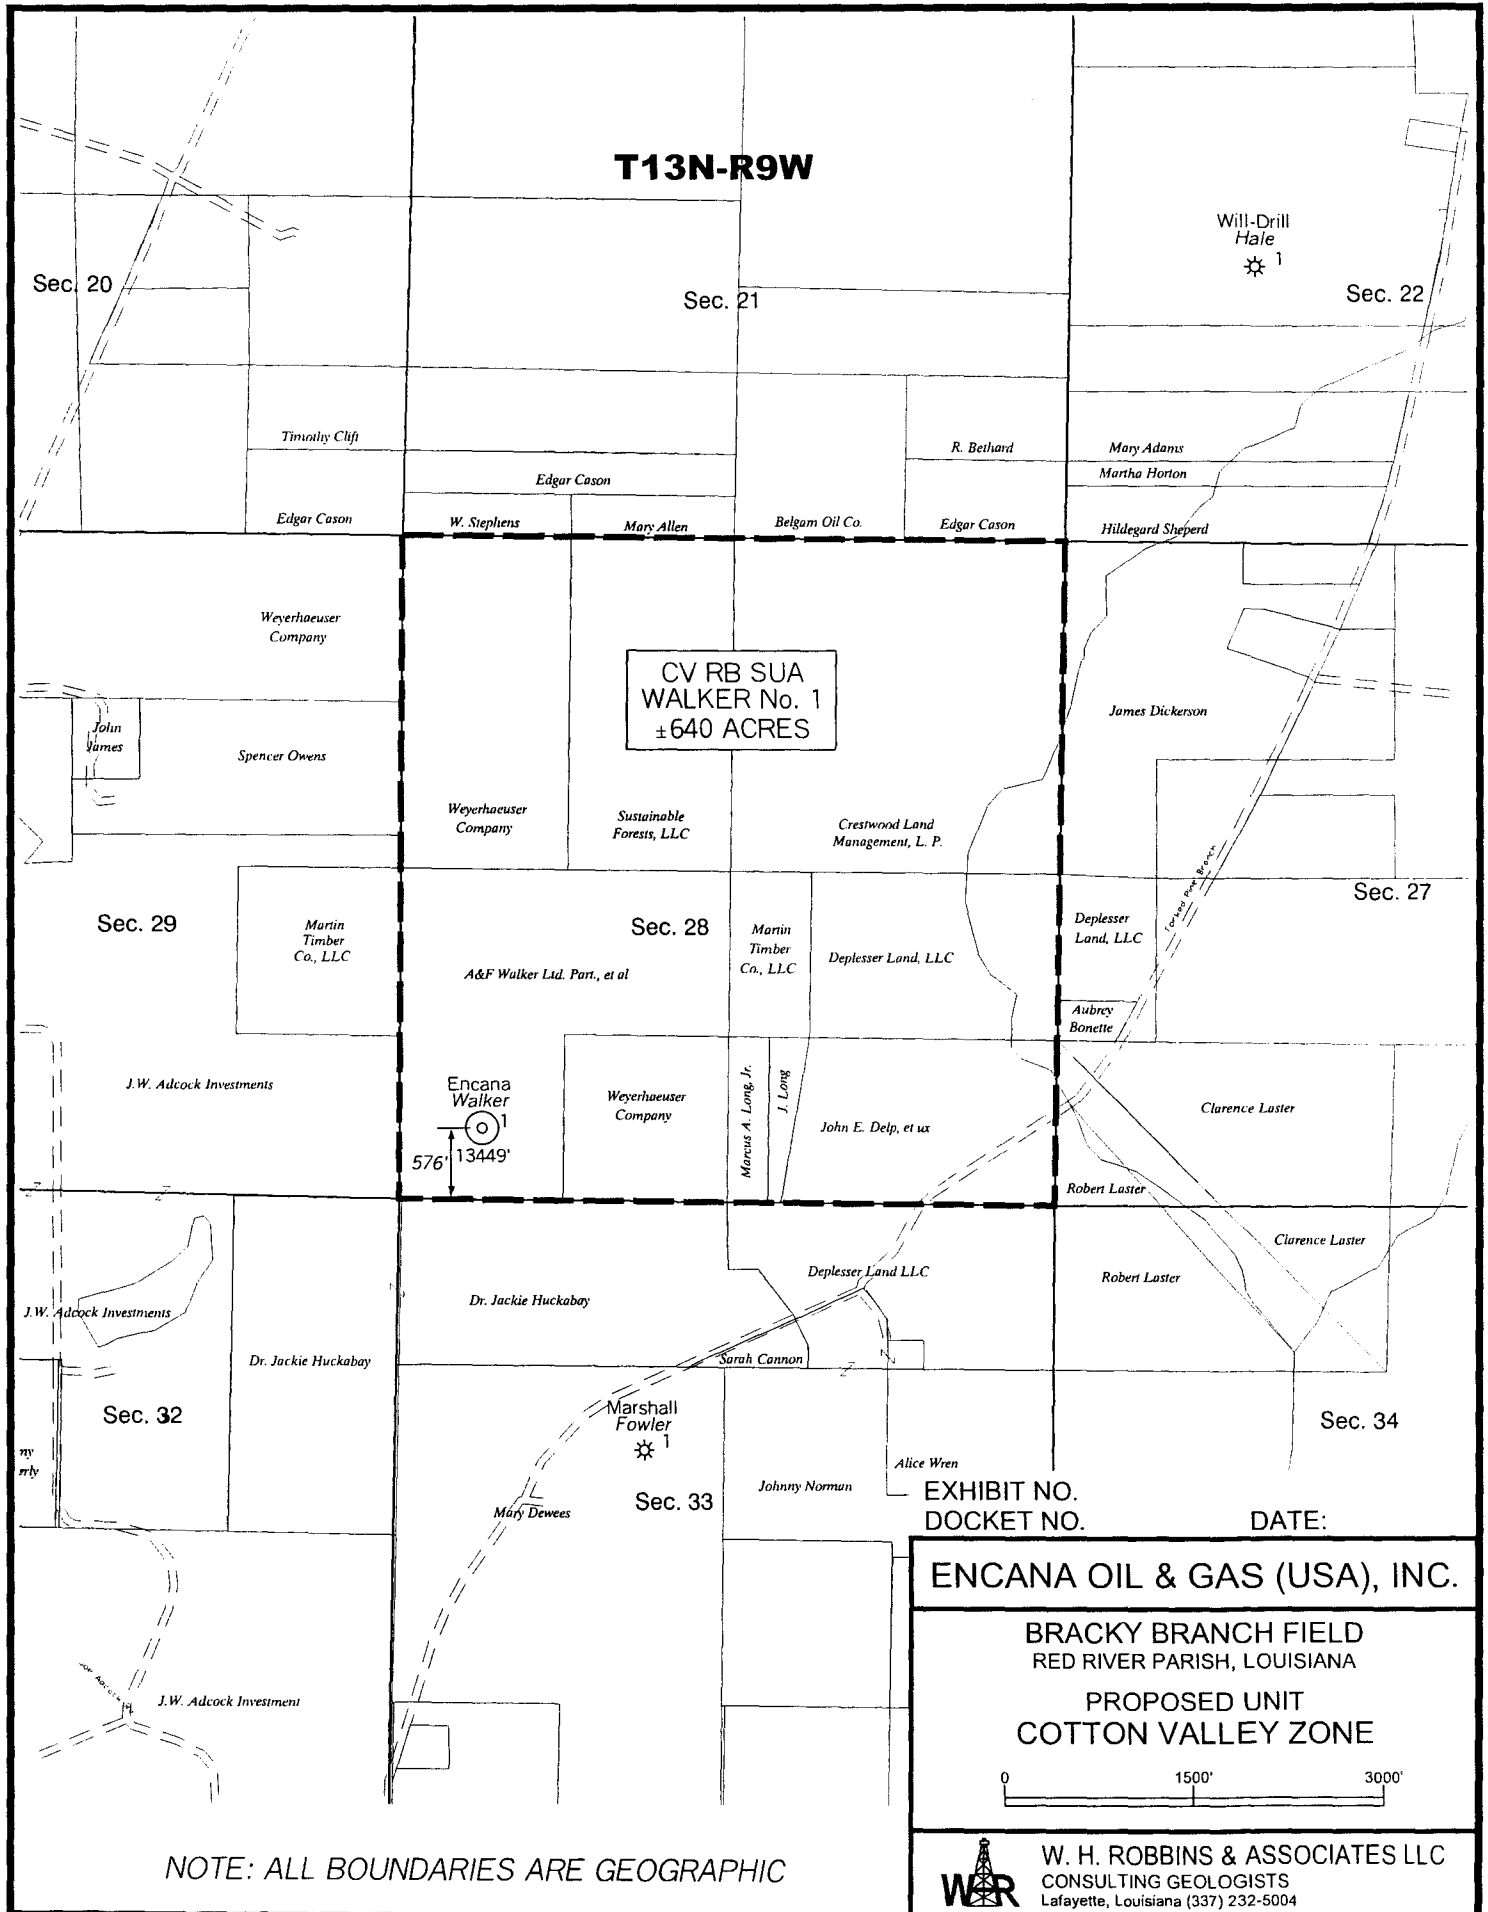 T13N-R9W
Will-Drill
Hale
1
Sec. 20
Sec. 21
Sec. 22
Timothy Clift
R. Bethard
Mary Adams
Martha Horton
Edgar Cason
Edgar Cason
W. Stephens
Mary Allen
Belgam Oil Co.
Edgar Cason
Hildegard Sheperd
Weyerhaeuser
Company
CV RB SUA
WALKER No. 1
±640 ACRES
James Dickerson
John
James
Spencer Owens
Weyerhaeuser
Company
Sustainable
Forests, LLC
Crestwood Land
Management, L. P.
Forked Pine Branch
Sec. 27
Sec. 29
Martin
Timber
Co., LLC
Sec. 28
Martin
Timber
Co., LLC
Deplesser
Land, LLC
A&F Walker Ltd. Part., et al
Deplesser Land, LLC
Aubrey
Bonette
J.W. Adcock Investments
Encana
Walker
1
576'
13449'
Weyerhaeuser
Company
Marcus A. Long, Jr.
J. Long
John E. Delp, et ux
Clarence Laster
Robert Laster
Clarence Laster
Robert Laster
Deplesser Land LLC
Dr. Jackie Huckabay
J.W. Adcock Investments
Dr. Jackie Huckabay
Sarah Cannon
Sec. 32
Marshall
Fowler
1
Sec. 34
ny
rrly
Alice Wren
Johnny Norman
Mary Dewees
Sec. 33
EXHIBIT NO.
DOCKET NO. DATE:
ENCANA OIL & GAS (USA), INC.
BRACKY BRANCH FIELD
RED RIVER PARISH, LOUISIANA
PROPOSED UNIT
COTTON VALLEY ZONE
0 1500' 3000'
J.W. Adcock Investment
NOTE: ALL BOUNDARIES ARE GEOGRAPHIC
W. H. ROBBINS & ASSOCIATES LLC
CONSULTING GEOLOGISTS
Lafayette, Louisiana (337) 232-5004